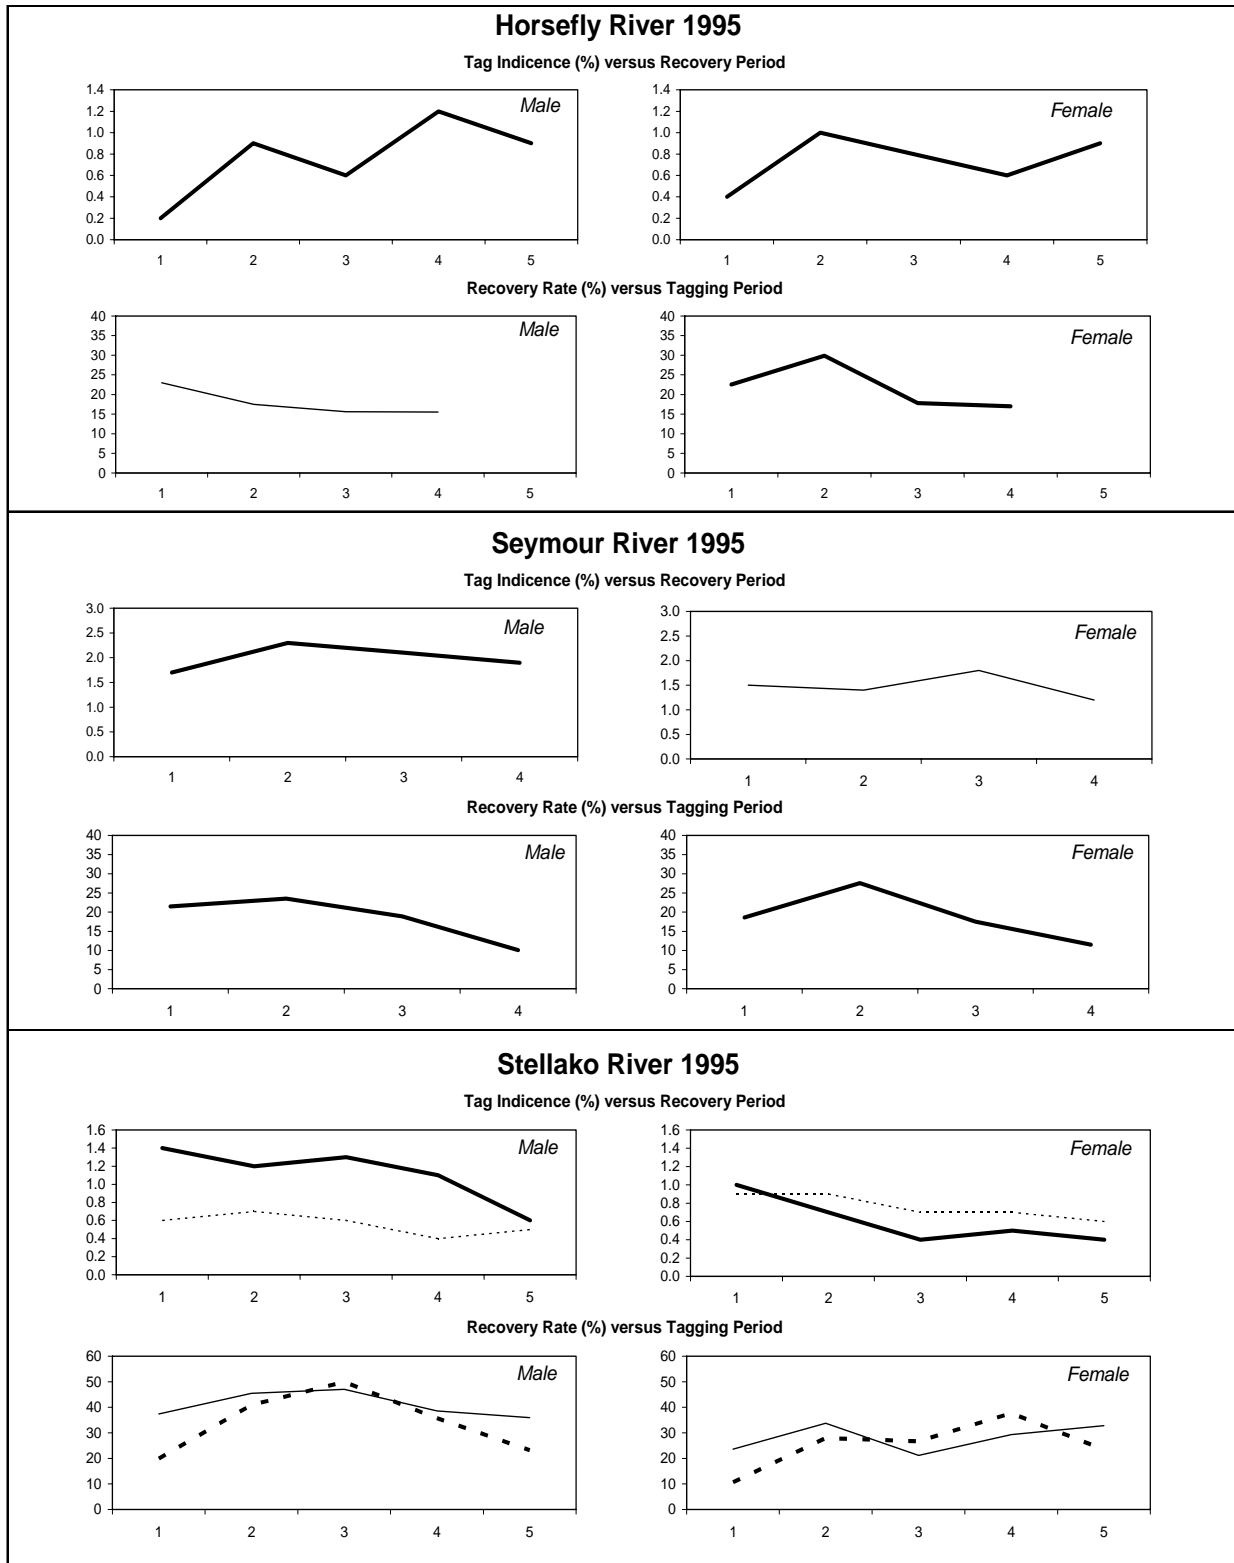 Horsefly River 1995
Tag Indicence (%) versus Recovery Period
1.4
1.2
1.0
0.8
0.6
0.4
0.2
0.0
Male
1 2 3 4 5
1.4
1.2
1.0
0.8
0.6
0.4
0.2
0.0
Female
1 2 3 4 5
Recovery Rate (%) versus Tagging Period
40
35
30
25
20
15
10
5
0
Male
1 2 3 4 5
40
35
30
25
20
15
10
5
0
Female
1 2 3 4 5
Seymour River 1995
Tag Indicence (%) versus Recovery Period
3.0
2.5
2.0
1.5
1.0
0.5
0.0
Male
1 2 3 4
3.0
2.5
2.0
1.5
1.0
0.5
0.0
Female
1 2 3 4
Recovery Rate (%) versus Tagging Period
40
35
30
25
20
15
10
5
0
Male
1 2 3 4
40
35
30
25
20
15
10
5
0
Female
1 2 3 4
Stellako River 1995
Tag Indicence (%) versus Recovery Period
1.6
1.4
1.2
1.0
0.8
0.6
0.4
0.2
0.0
Male
1 2 3 4 5
1.6
1.4
1.2
1.0
0.8
0.6
0.4
0.2
0.0
Female
1 2 3 4 5
Recovery Rate (%) versus Tagging Period
60
50
40
30
20
10
0
Male
1 2 3 4 5
60
50
40
30
20
10
0
Female
1 2 3 4 5